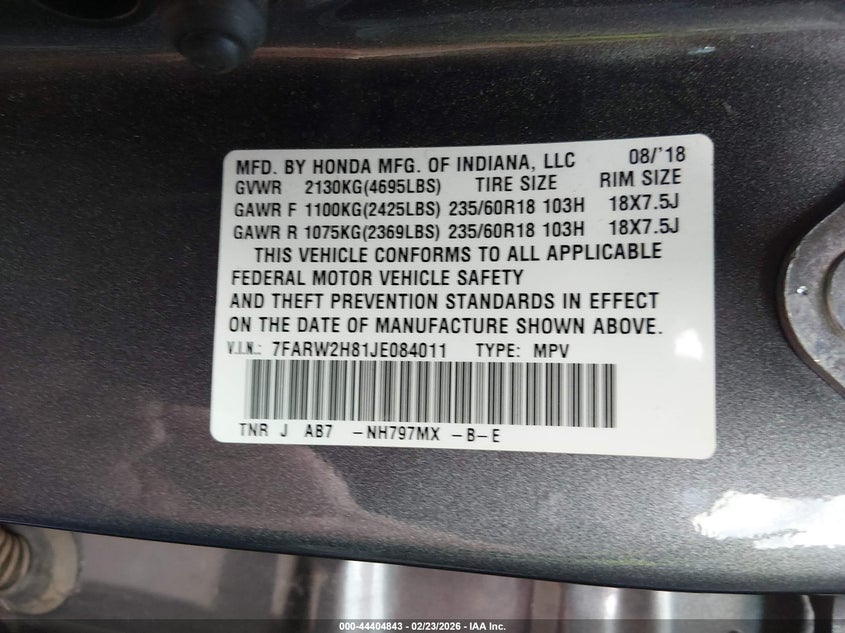 MFD. BY HONDA MFG. OF INDIANA, LLC 08/'18
GVWR 2130KG(4695LBS) TIRE SIZE RIM SIZE
GAWR F 1100KG(2425LBS) 235/60R18 103H 18X7.5J
GAWR R 1075KG(2369LBS) 235/60R18 103H 18X7.5J
THIS VEHICLE CONFORMS TO ALL APPLICABLE
FEDERAL MOTOR VEHICLE SAFETY
AND THEFT PREVENTION STANDARDS IN EFFECT
ON THE DATE OF MANUFACTURE SHOWN ABOVE.
V.I.N.: 7FARW2H81JE084011 TYPE: MPV
TNR J AB7 -NH797MX -B-E
000-44404843 - 02/23/2026 - IAA Inc.